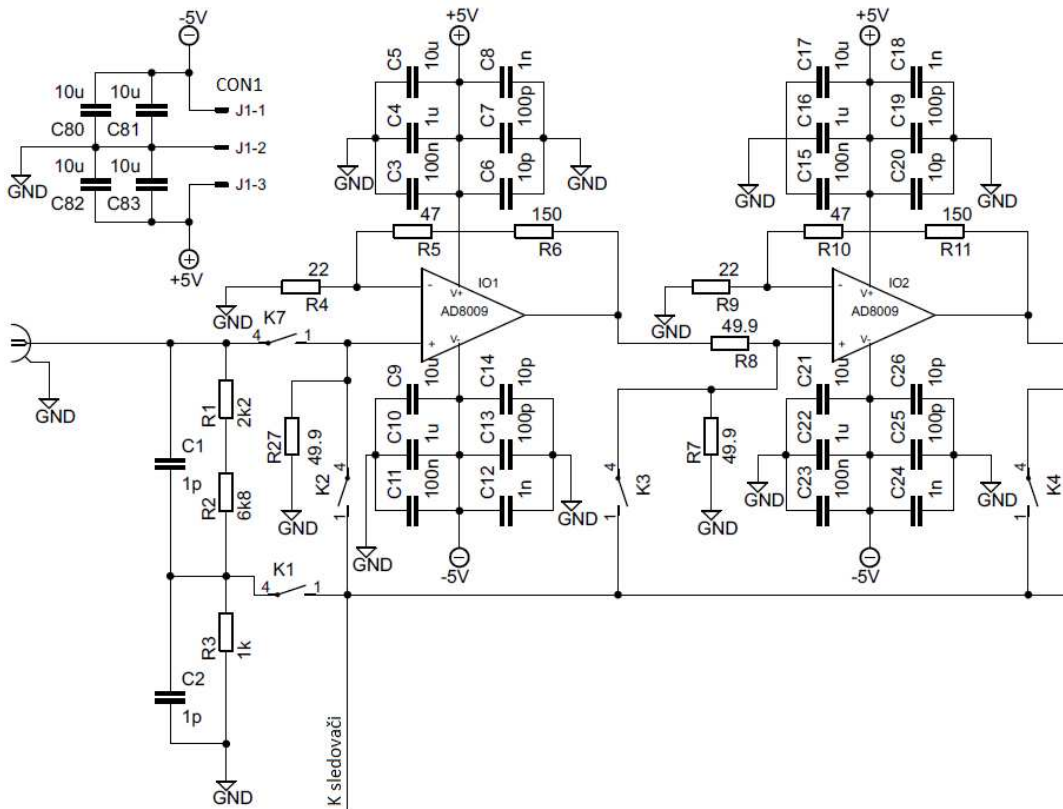 -5V
+5V
+5V
10u
10u
CON1
C80
C81
J1-1
J1-2
J1-3
GND
10u
10u
C82
C83
+5V
C5
10u
C8
1n
C4
1u
C7
100p
C3
100n
C6
10p
GND
GND
C17
10u
C18
1n
C16
1u
C19
100p
C15
100n
C20
10p
GND
GND
47
R5
150
R6
47
R10
150
R11
22
R4
GND
IO1
AD8009
V+
V-
-
+
22
R9
GND
IO2
AD8009
V+
V-
-
+
K7
4
1
49.9
R8
GND
R1
2k2
R27
49.9
GND
K2
4
1
C9
10u
C14
10p
C10
1u
C13
100p
C11
100n
C12
1n
GND
GND
-5V
K3
4
1
R7
49.9
GND
C21
10u
C26
10p
C22
1u
C25
100p
C23
100n
C24
1n
GND
GND
-5V
K4
4
1
C1
1p
R2
6k8
K1
4
1
R3
1k
C2
1p
GND
K sledovači